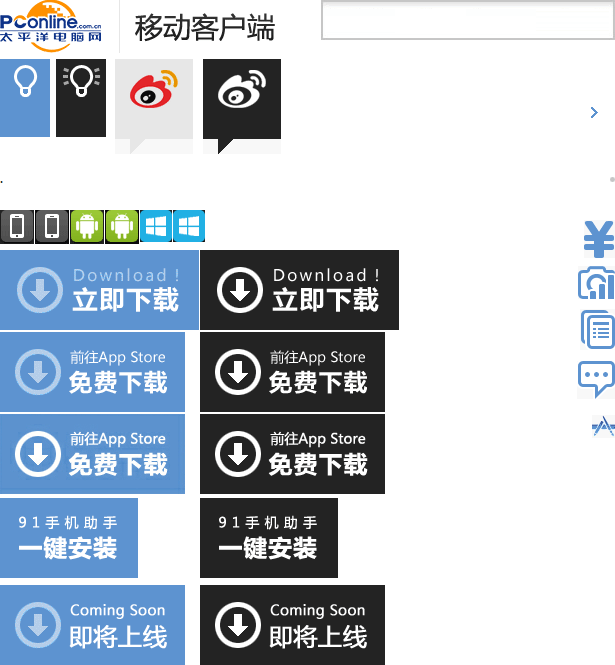 PConline.com.cn
太平洋电脑网
移动客户端
¥
Download !
立即下载
Download !
立即下载
前往App Store
免费下载
前往App Store
免费下载
前往App Store
免费下载
前往App Store
免费下载
91手机助手
一键安装
91手机助手
一键安装
Coming Soon
即将上线
Coming Soon
即将上线